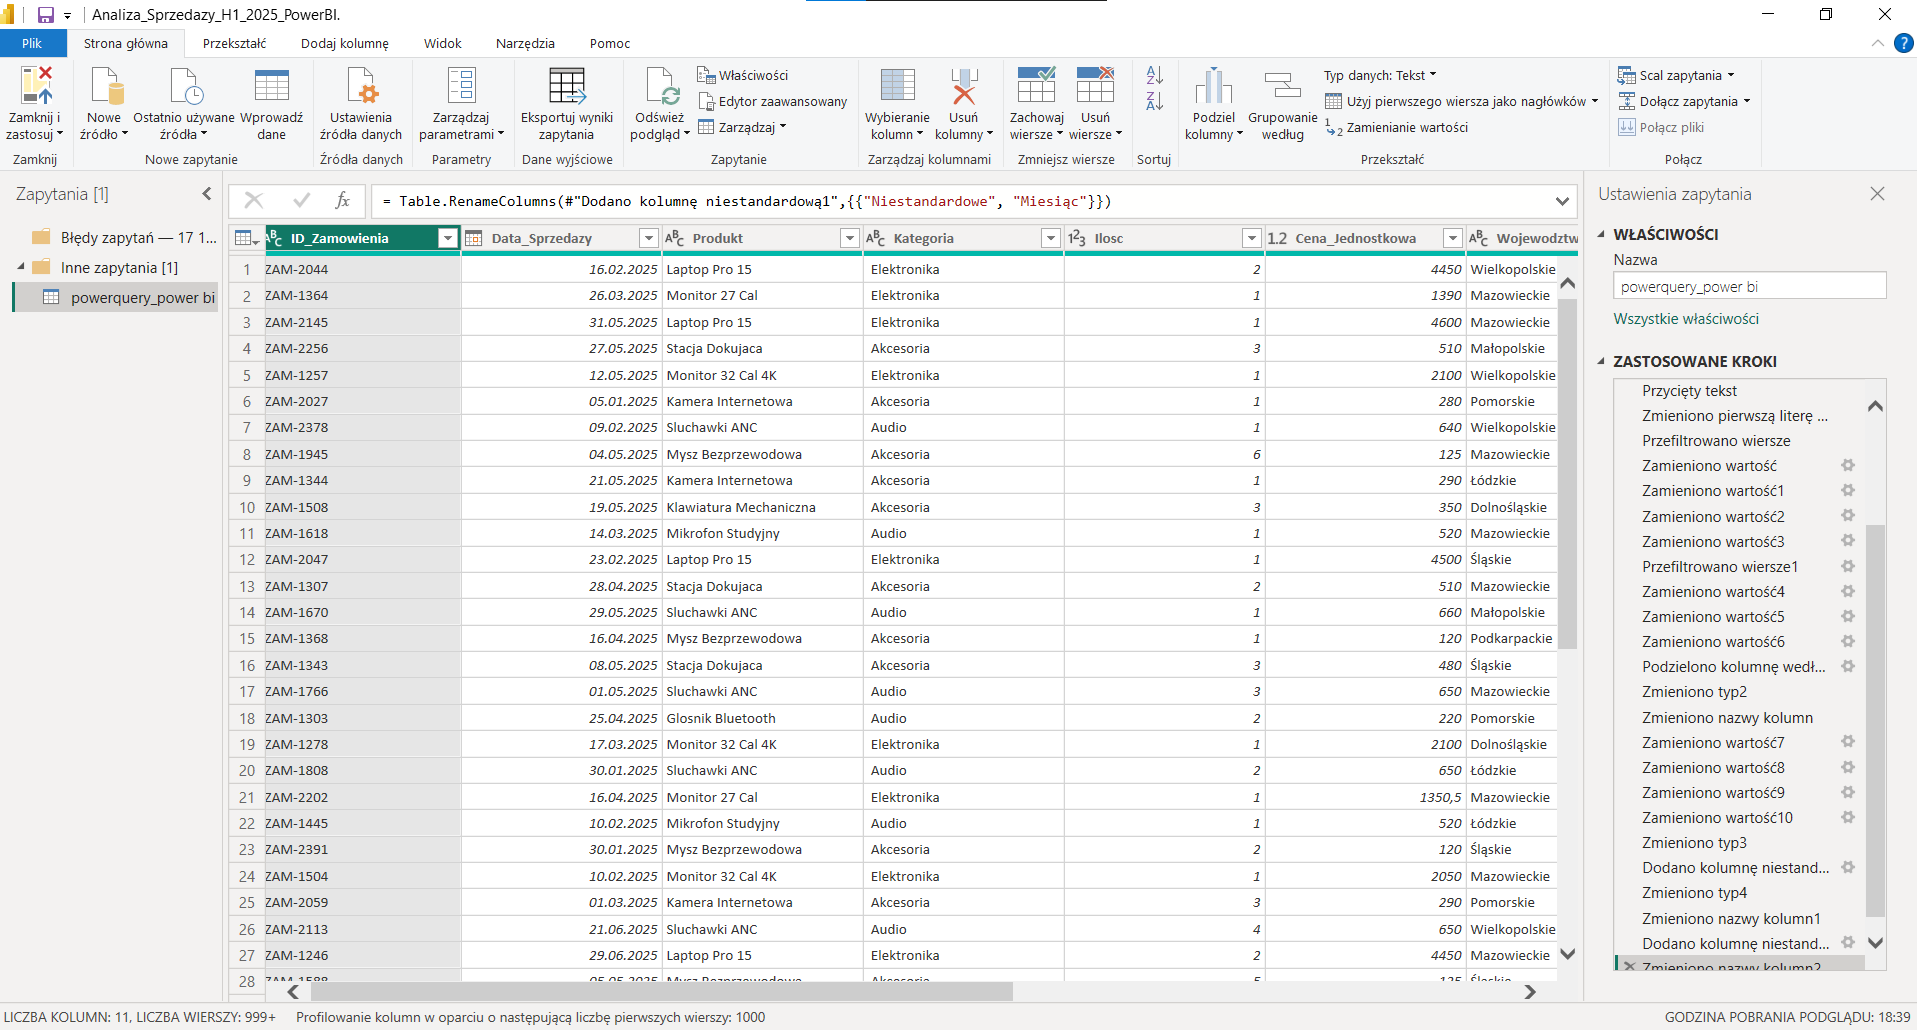 Analiza_Sprzedazy_H1_2025_PowerBI.
Plik Strona główna Przekształć Dodaj kolumnę Widok Narzędzia Pomoc
Zamknij i zastosuj
Zamknij
Nowe źródło
Ostatnio używane źródła
Wprowadź dane
Nowe zapytanie
Ustawienia źródła danych
Źródła danych
Zarządzaj parametrami
Parametry
Eksportuj wyniki zapytania
Dane wyjściowe
Odśwież podgląd
Właściwości
Edytor zaawansowany
Zarządzaj
Zapytanie
Wybieranie kolumn
Usuń kolumny
Zarządzaj kolumnami
Zachowaj wiersze
Usuń wiersze
Zmniejsz wiersze
Sortuj
Podziel kolumny
Grupowanie według
Typ danych: Tekst
Użyj pierwszego wiersza jako nagłówków
Zamienianie wartości
Przekształć
Scal zapytania
Dołącz zapytania
Połącz pliki
Połącz
Zapytania [1]
Błędy zapytań — 17 1...
Inne zapytania [1]
powerquery_power bi
= Table.RenameColumns(#"Dodano kolumnę niestandardową1",{{"Niestandardowe", "Miesiąc"}})
ID_Zamowienia Data_Sprzedazy Produkt Kategoria Ilosc 1.2 Cena_Jednostkowa Wojewodztw
1 ZAM-2044 16.02.2025 Laptop Pro 15 Elektronika 2 4450 Wielkopolskie
2 ZAM-1364 26.03.2025 Monitor 27 Cal Elektronika 1 1390 Mazowieckie
3 ZAM-2145 31.05.2025 Laptop Pro 15 Elektronika 1 4600 Mazowieckie
4 ZAM-2256 27.05.2025 Stacja Dokujaca Akcesoria 3 510 Małopolskie
5 ZAM-1257 12.05.2025 Monitor 32 Cal 4K Elektronika 1 2100 Wielkopolskie
6 ZAM-2027 05.01.2025 Kamera Internetowa Akcesoria 1 280 Pomorskie
7 ZAM-2378 09.02.2025 Sluchawki ANC Audio 1 640 Wielkopolskie
8 ZAM-1945 04.05.2025 Mysz Bezprzewodowa Akcesoria 6 125 Mazowieckie
9 ZAM-1344 21.05.2025 Kamera Internetowa Akcesoria 1 290 Łódzkie
10 ZAM-1508 19.05.2025 Klawiatura Mechaniczna Akcesoria 3 350 Dolnośląskie
11 ZAM-1618 14.03.2025 Mikrofon Studyjny Audio 1 520 Mazowieckie
12 ZAM-2047 23.02.2025 Laptop Pro 15 Elektronika 1 4500 Śląskie
13 ZAM-1307 28.04.2025 Stacja Dokujaca Akcesoria 2 510 Mazowieckie
14 ZAM-1670 29.05.2025 Sluchawki ANC Audio 1 660 Małopolskie
15 ZAM-1368 16.04.2025 Mysz Bezprzewodowa Akcesoria 1 120 Podkarpackie
16 ZAM-1343 08.05.2025 Stacja Dokujaca Akcesoria 3 480 Śląskie
17 ZAM-1766 01.05.2025 Sluchawki ANC Audio 3 650 Mazowieckie
18 ZAM-1303 25.04.2025 Glosnik Bluetooth Audio 2 220 Pomorskie
19 ZAM-1278 17.03.2025 Monitor 32 Cal 4K Elektronika 1 2100 Dolnośląskie
20 ZAM-1808 30.01.2025 Sluchawki ANC Audio 2 650 Łódzkie
21 ZAM-2202 16.04.2025 Monitor 27 Cal Elektronika 1 1350,5 Mazowieckie
22 ZAM-1445 10.02.2025 Mikrofon Studyjny Audio 1 520 Łódzkie
23 ZAM-2391 30.01.2025 Mysz Bezprzewodowa Akcesoria 2 120 Śląskie
24 ZAM-1504 10.02.2025 Monitor 32 Cal 4K Elektronika 1 2050 Mazowieckie
25 ZAM-2059 01.03.2025 Kamera Internetowa Akcesoria 3 290 Pomorskie
26 ZAM-2113 21.06.2025 Sluchawki ANC Audio 4 650 Wielkopolskie
27 ZAM-1246 29.06.2025 Laptop Pro 15 Elektronika 2 4450 Mazowieckie
28 ZAM-1588 05.05.2025 Mysz Bezprzewodowa Akcesoria 5 125 Śląskie
Ustawienia zapytania
WŁAŚCIWOŚCI
Nazwa
powerquery_power bi
Wszystkie właściwości
ZASTOSOWANE KROKI
Przycięty tekst
Zmieniono pierwszą literę ...
Przefiltrowano wiersze
Zamieniono wartość
Zamieniono wartość1
Zamieniono wartość2
Zamieniono wartość3
Przefiltrowano wiersze1
Zamieniono wartość4
Zamieniono wartość5
Zamieniono wartość6
Podzielono kolumnę wedł...
Zmieniono typ2
Zmieniono nazwy kolumn
Zamieniono wartość7
Zamieniono wartość8
Zamieniono wartość9
Zamieniono wartość10
Zmieniono typ3
Dodano kolumnę niestand...
Zmieniono typ4
Zmieniono nazwy kolumn1
Dodano kolumnę niestand...
Zmieniono nazwy kolumn2
LICZBA KOLUMN: 11, LICZBA WIERSZY: 999+ Profilowanie kolumn w oparciu o następującą liczbę pierwszych wierszy: 1000 GODZINA POBRANIA PODGLĄDU: 18:39